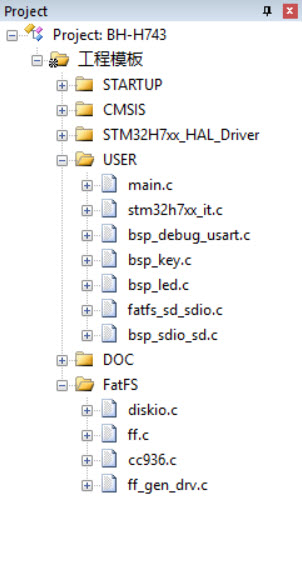 Project
Project: BH-H743
工程模板
STARTUP
CMSIS
STM32H7xx_HAL_Driver
USER
main.c
stm32h7xx_it.c
bsp_debug_usart.c
bsp_key.c
bsp_led.c
fatfs_sd_sdio.c
bsp_sdio_sd.c
DOC
FatFS
diskio.c
ff.c
cc936.c
ff_gen_drv.c